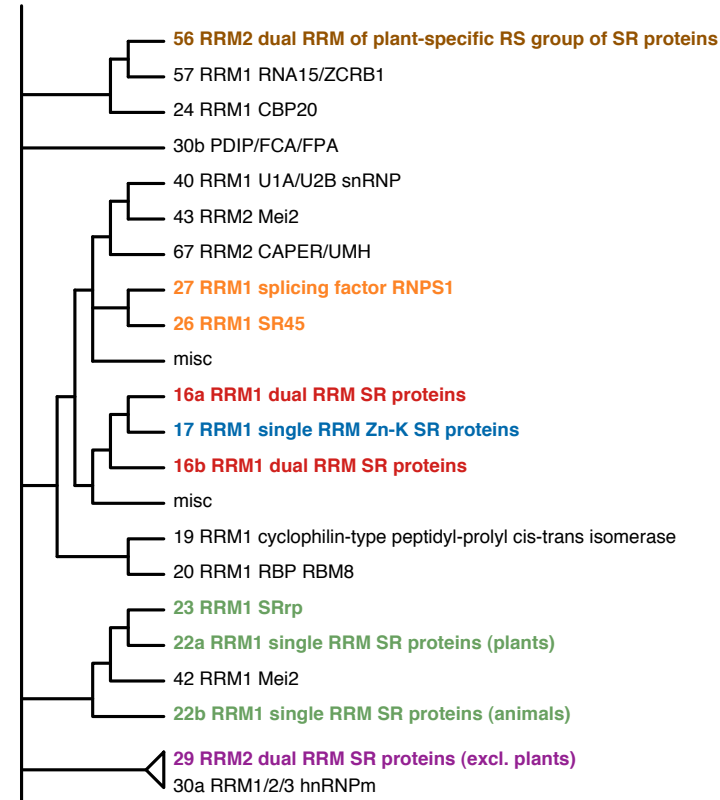 56 RRM2 dual RRM of plant-specific RS group of SR proteins
57 RRM1 RNA15/ZCRB1
24 RRM1 CBP20
30b PDIP/FCA/FPA
40 RRM1 U1A/U2B snRNP
43 RRM2 Mei2
67 RRM2 CAPER/UMH
27 RRM1 splicing factor RNPS1
26 RRM1 SR45
misc
16a RRM1 dual RRM SR proteins
17 RRM1 single RRM Zn-K SR proteins
16b RRM1 dual RRM SR proteins
misc
19 RRM1 cyclophilin-type peptidyl-prolyl cis-trans isomerase
20 RRM1 RBP RBM8
23 RRM1 SRrp
22a RRM1 single RRM SR proteins (plants)
42 RRM1 Mei2
22b RRM1 single RRM SR proteins (animals)
29 RRM2 dual RRM SR proteins (excl. plants)
30a RRM1/2/3 hnRNPm